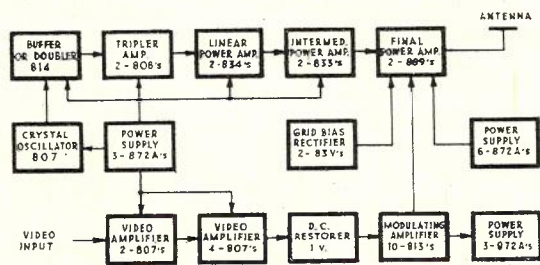 ANTENNA
BUFFER
OR DOUBLER
814
TRIPLER
AMP
2-806's
LINEAR
POWER AMP.
2-834's
INTERMED.
POWER AMP.
2-833's
FINAL
POWER AMP.
2-889's
CRYSTAL
OSCILLATOR
807
POWER
SUPPLY
3-872A's
GRID BIAS
RECTIFIER
2-83V's
POWER
SUPPLY
6-872A's
VIDEO
INPUT
VIDEO
AMPLIFIER
2-807's
VIDEO
AMPLIFIER
4-807's
D.C.
RESTORER
1 V.
MODULATING
AMPLIFIER
10-813's
POWER
SUPPLY
3-872A's